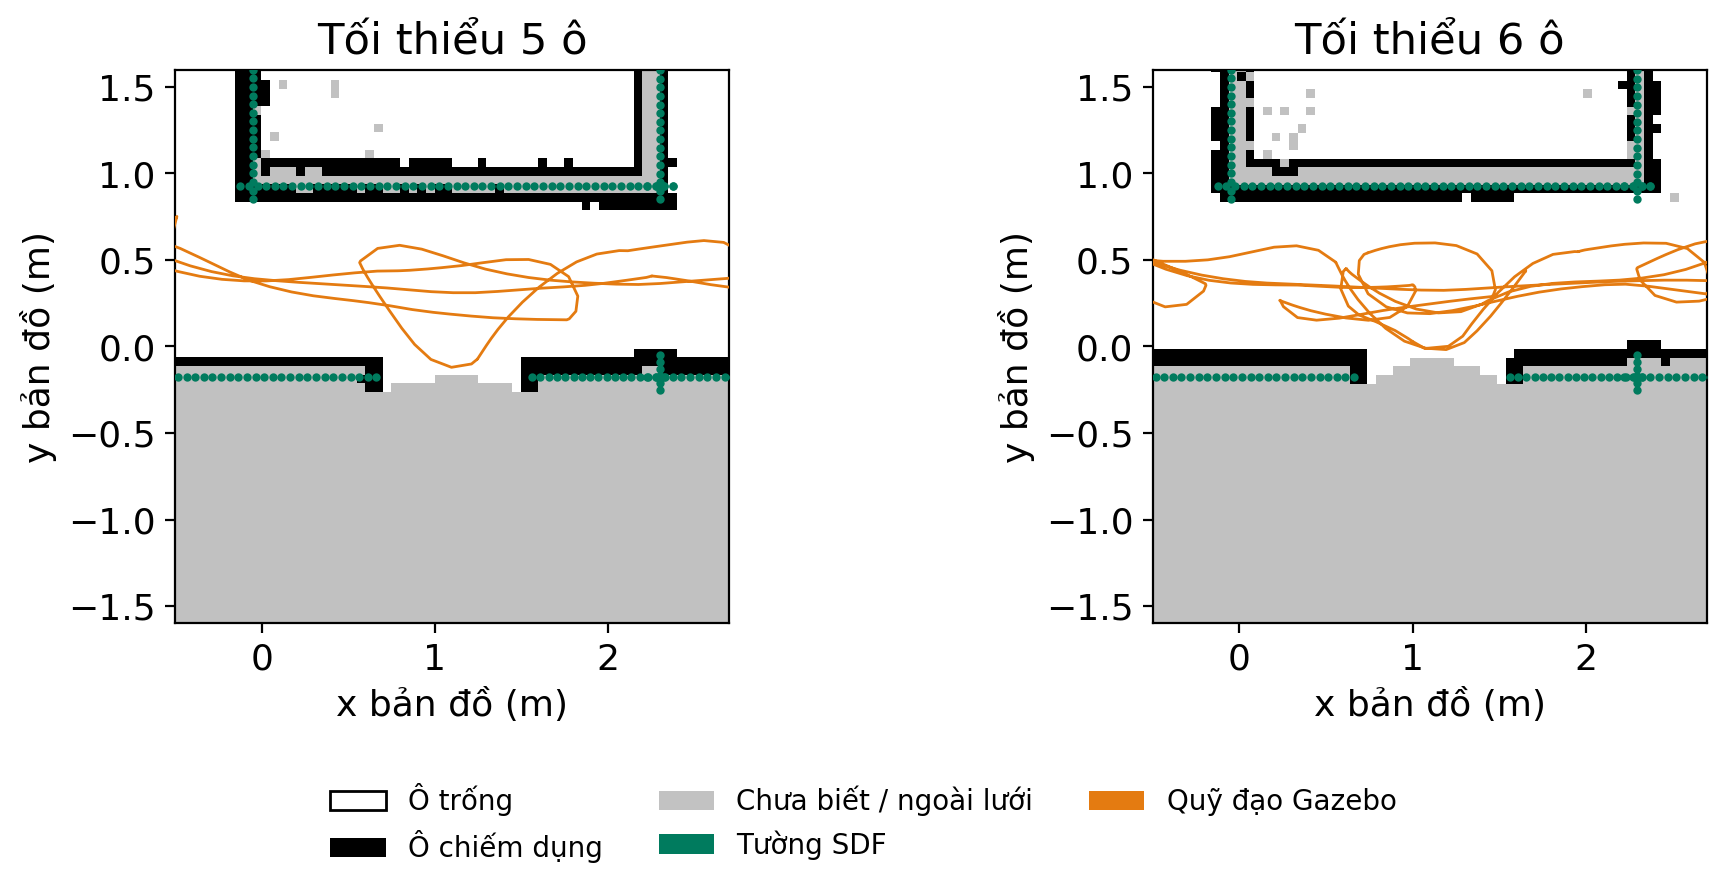 Tối thiểu 5 ô
Tối thiểu 6 ô
y bản đồ (m)
1.5
1.0
0.5
0.0
−0.5
−1.0
−1.5
0
1
2
x bản đồ (m)
y bản đồ (m)
1.5
1.0
0.5
0.0
−0.5
−1.0
−1.5
0
1
2
x bản đồ (m)
Ô trống
Ô chiếm dụng
Chưa biết / ngoài lưới
Tường SDF
Quỹ đạo Gazebo